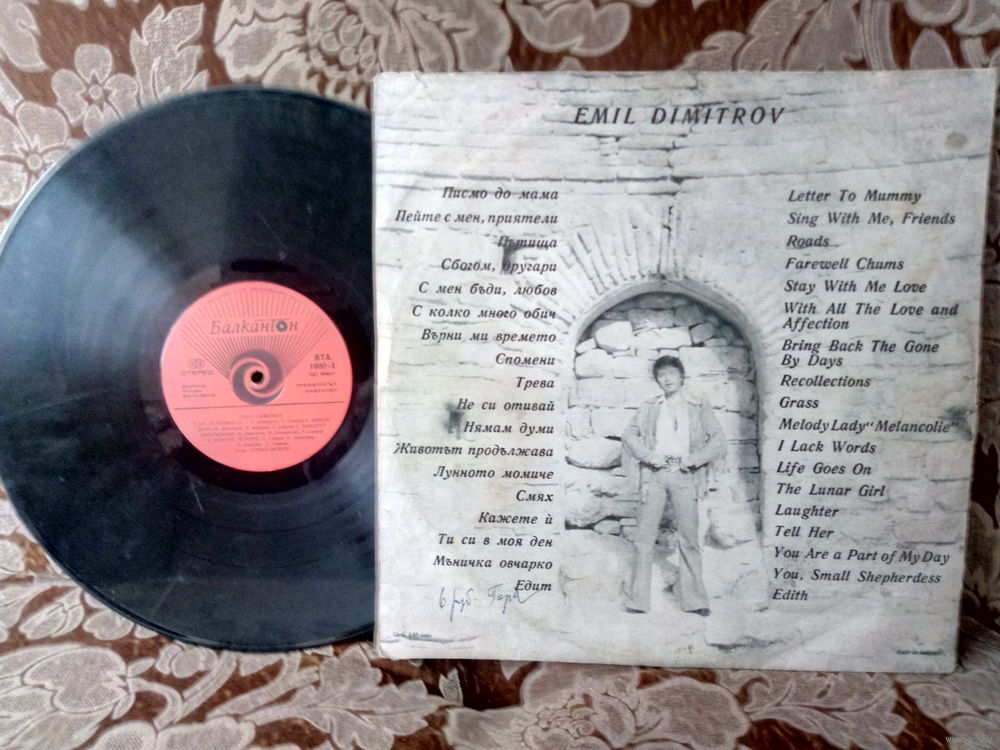 EMIL DIMITROV
Писмо до мама
Пейте с мен, приятели
Пътища
Сбогом, другари
С мен бъди, любов
С колко много обич
Върни ми времето
Спомени
Трева
Не си отивай
Нямам думи
Животът продължава
Лунното момиче
Смях
Кажете ѝ
Ти си в моя ден
Мъничка овчарко
Едит
Letter To Mummy
Sing With Me, Friends
Roads
Farewell Chums
Stay With Me Love
With All The Love and
Affection
Bring Back The Gone
By Days
Recollections
Grass
Melody Lady "Melancolie"
I Lack Words
Life Goes On
The Lunar Girl
Laughter
Tell Her
You Are a Part of My Day
You, Small Shepherdess
Edith
Балкантон
СТЕРЕО
ВТА
1680-1